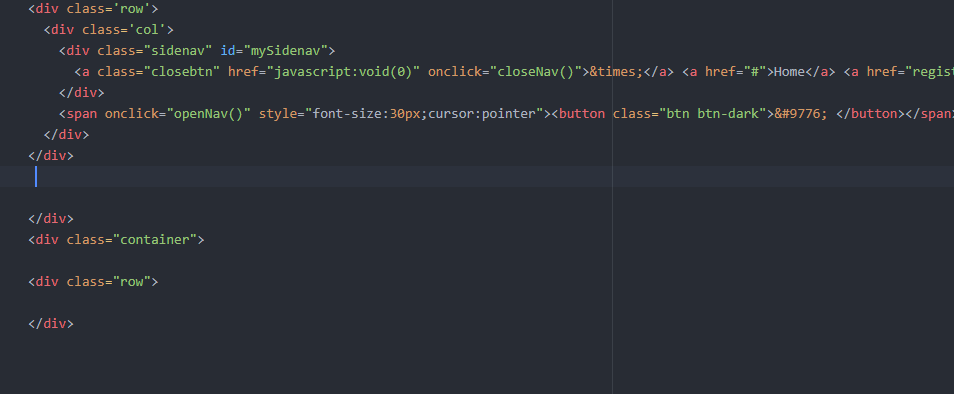 <div class='row'>
<div class='col'>
<div class="sidenav" id="mySidenav">
<a class="closebtn" href="javascript:void(0)" onclick="closeNav()">&times;</a> <a href="#">Home</a> <a href="regist
</div>
<span onclick="openNav()" style="font-size:30px;cursor:pointer"><button class="btn btn-dark">&#9776; </button></span>
</div>
</div>
</div>
<div class="container">
<div class="row">
</div>